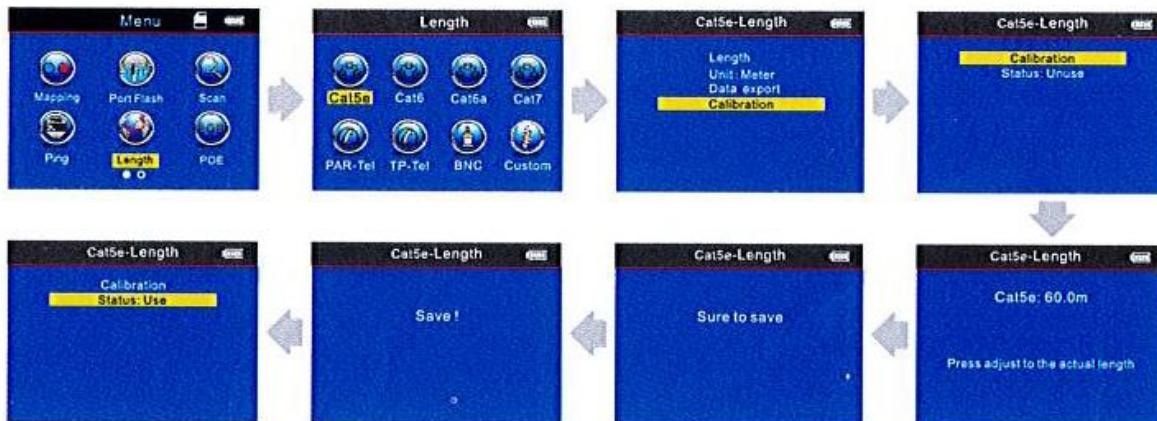 Menu
Mapping Port Flash Scan
Ping Length POE
Length
Cat5e Cat6 Cat6a Cat7
PAR-Tel TP-Tel BNC Custom
Cat5e-Length
Length
Unit: Meter
Data export
Calibration
Cat5e-Length
Calibration
Status: Unuse
Cat5e-Length
Cat5e: 60.0m
Press adjust to the actual length
Cat5e-Length
Sure to save
Cat5e-Length
Save !
Cat5e-Length
Calibration
Status: Use